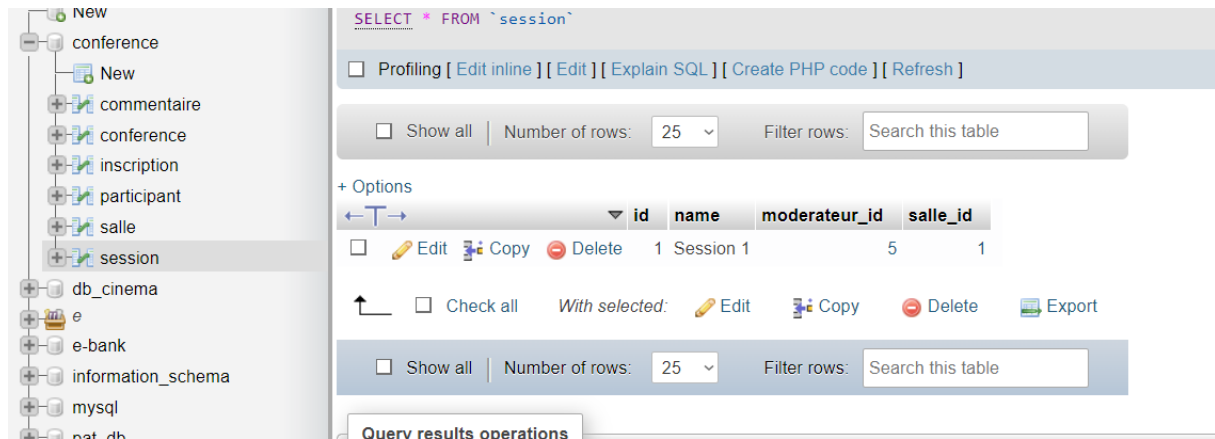 New
conference
New
commentaire
conference
inscription
participant
salle
session
db_cinema
e
e-bank
information_schema
mysql
pat_db
SELECT * FROM `session`
Profiling [ Edit inline ] [ Edit ] [ Explain SQL ] [ Create PHP code ] [ Refresh ]
Show all | Number of rows: 25 Filter rows: Search this table
+ Options
←T→ id name moderateur_id salle_id
Edit Copy Delete 1 Session 1 5 1
Check all With selected: Edit Copy Delete Export
Show all | Number of rows: 25 Filter rows: Search this table
Query results operations